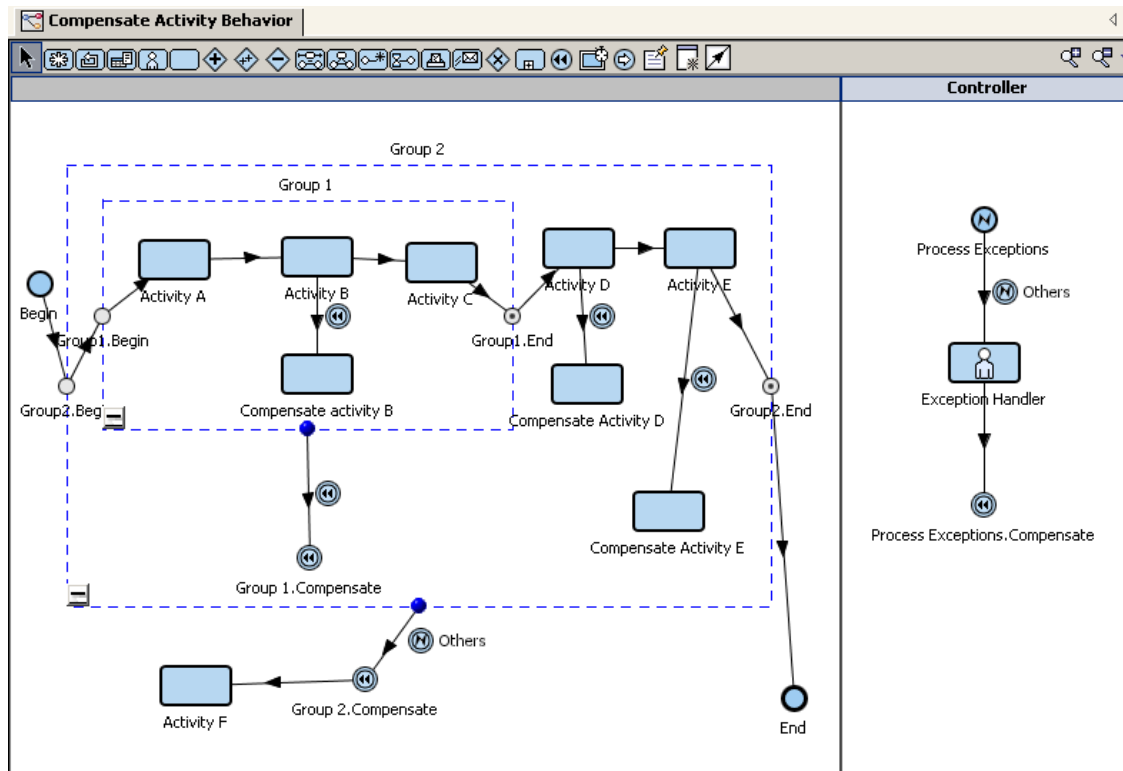 Compensate Activity Behavior
Controller
Group 2
Group 1
Activity A
Activity B
Activity C
Activity D
Activity E
Begin
Group1.Begin
Group1.End
Group2.Begi
Group2.End
Compensate activity B
Compensate Activity D
Compensate Activity E
Group 1.Compensate
Others
Activity F
Group 2.Compensate
End
Process Exceptions
Others
Exception Handler
Process Exceptions.Compensate